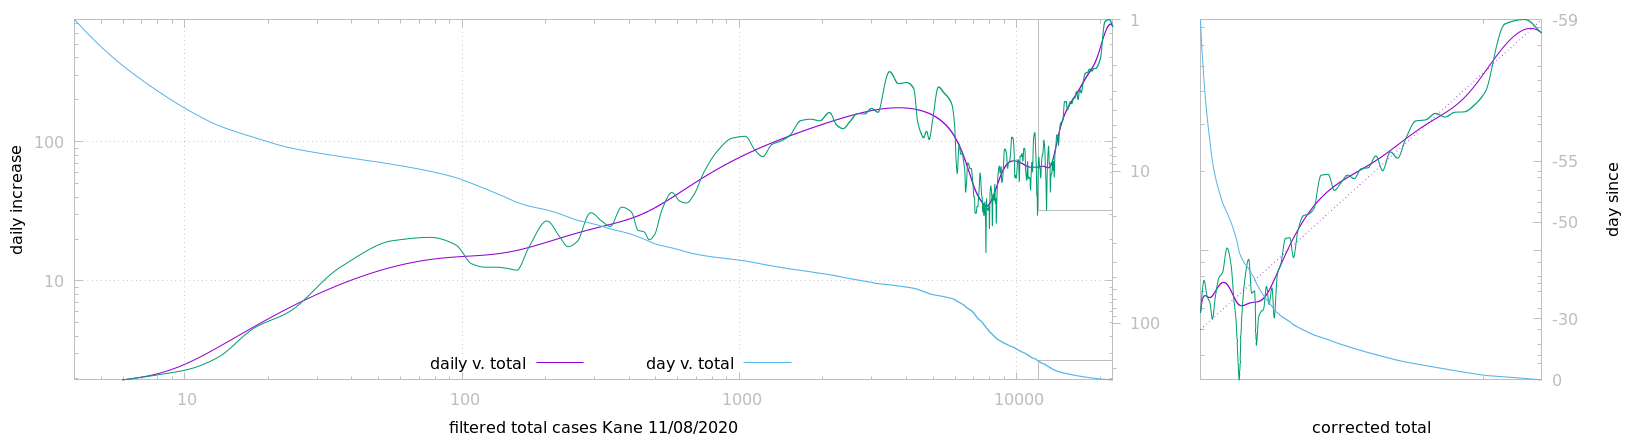 daily increase
100
10
10
100
1000
10000
1
10
100
daily v. total
day v. total
filtered total cases Kane 11/08/2020
-59
-55
-50
-30
0
day since
corrected total